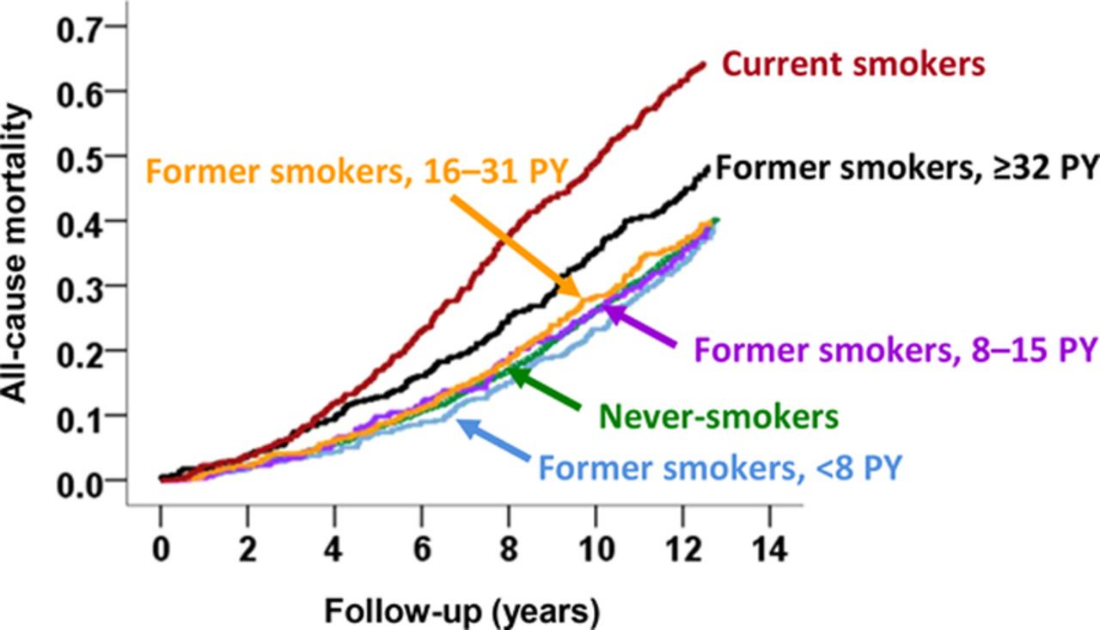 0.7
Current smokers
0.6
0.5
Former smokers, 16–31 PY
Former smokers, ≥32 PY
0.4
0.3
0.2
Former smokers, 8–15 PY
0.1
Never-smokers
Former smokers, <8 PY
0.0
All-cause mortality
0 2 4 6 8 10 12 14
Follow-up (years)